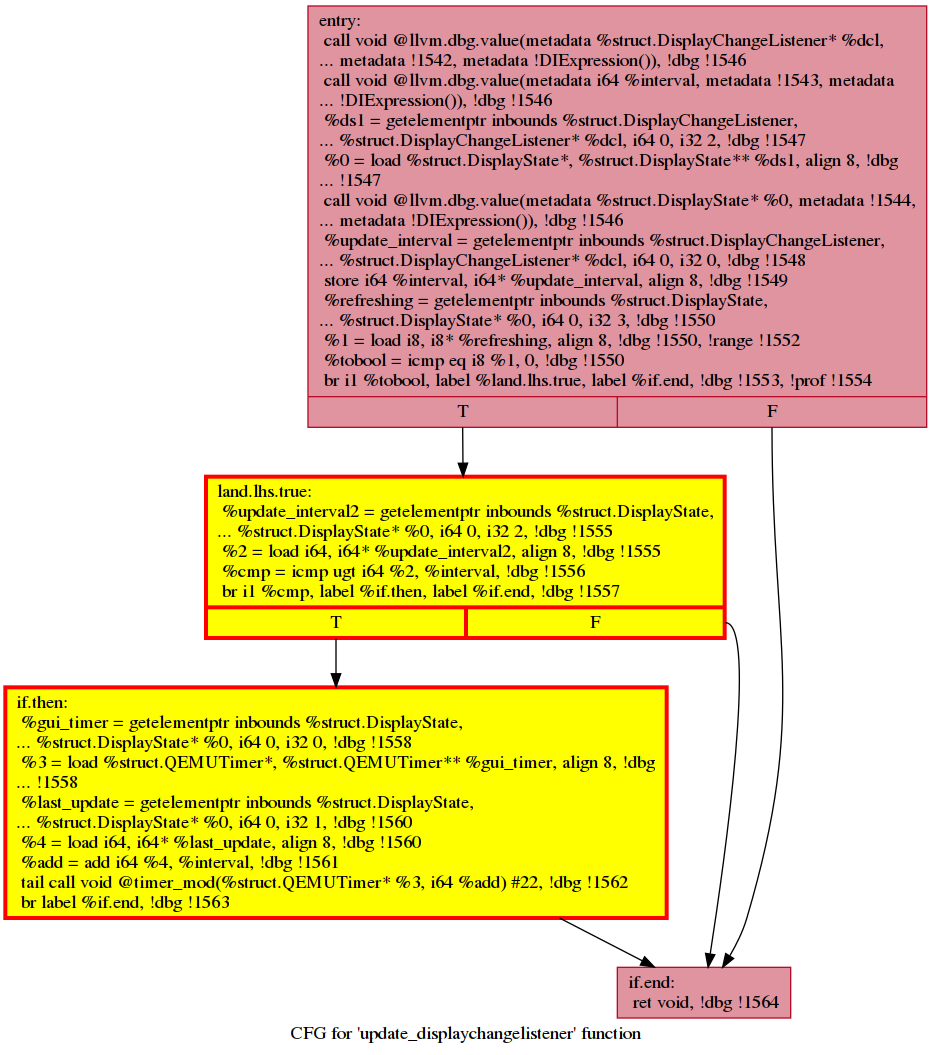 entry:
call void @llvm.dbg.value(metadata %struct.DisplayChangeListener* %dcl,
... metadata !1542, metadata !DIExpression()), !dbg !1546
call void @llvm.dbg.value(metadata i64 %interval, metadata !1543, metadata
... !DIExpression()), !dbg !1546
%ds1 = getelementptr inbounds %struct.DisplayChangeListener,
... %struct.DisplayChangeListener* %dcl, i64 0, i32 2, !dbg !1547
%0 = load %struct.DisplayState*, %struct.DisplayState** %ds1, align 8, !dbg
... !1547
call void @llvm.dbg.value(metadata %struct.DisplayState* %0, metadata !1544,
... metadata !DIExpression()), !dbg !1546
%update_interval = getelementptr inbounds %struct.DisplayChangeListener,
... %struct.DisplayChangeListener* %dcl, i64 0, i32 0, !dbg !1548
store i64 %interval, i64* %update_interval, align 8, !dbg !1549
%refreshing = getelementptr inbounds %struct.DisplayState,
... %struct.DisplayState* %0, i64 0, i32 3, !dbg !1550
%1 = load i8, i8* %refreshing, align 8, !dbg !1550, !range !1552
%tobool = icmp eq i8 %1, 0, !dbg !1550
br i1 %tobool, label %land.lhs.true, label %if.end, !dbg !1553, !prof !1554
T F
land.lhs.true:
%update_interval2 = getelementptr inbounds %struct.DisplayState,
... %struct.DisplayState* %0, i64 0, i32 2, !dbg !1555
%2 = load i64, i64* %update_interval2, align 8, !dbg !1555
%cmp = icmp ugt i64 %2, %interval, !dbg !1556
br i1 %cmp, label %if.then, label %if.end, !dbg !1557
T F
if.then:
%gui_timer = getelementptr inbounds %struct.DisplayState,
... %struct.DisplayState* %0, i64 0, i32 0, !dbg !1558
%3 = load %struct.QEMUTimer*, %struct.QEMUTimer** %gui_timer, align 8, !dbg
... !1558
%last_update = getelementptr inbounds %struct.DisplayState,
... %struct.DisplayState* %0, i64 0, i32 1, !dbg !1560
%4 = load i64, i64* %last_update, align 8, !dbg !1560
%add = add i64 %4, %interval, !dbg !1561
tail call void @timer_mod(%struct.QEMUTimer* %3, i64 %add) #22, !dbg !1562
br label %if.end, !dbg !1563
if.end:
ret void, !dbg !1564
CFG for 'update_displaychangelistener' function